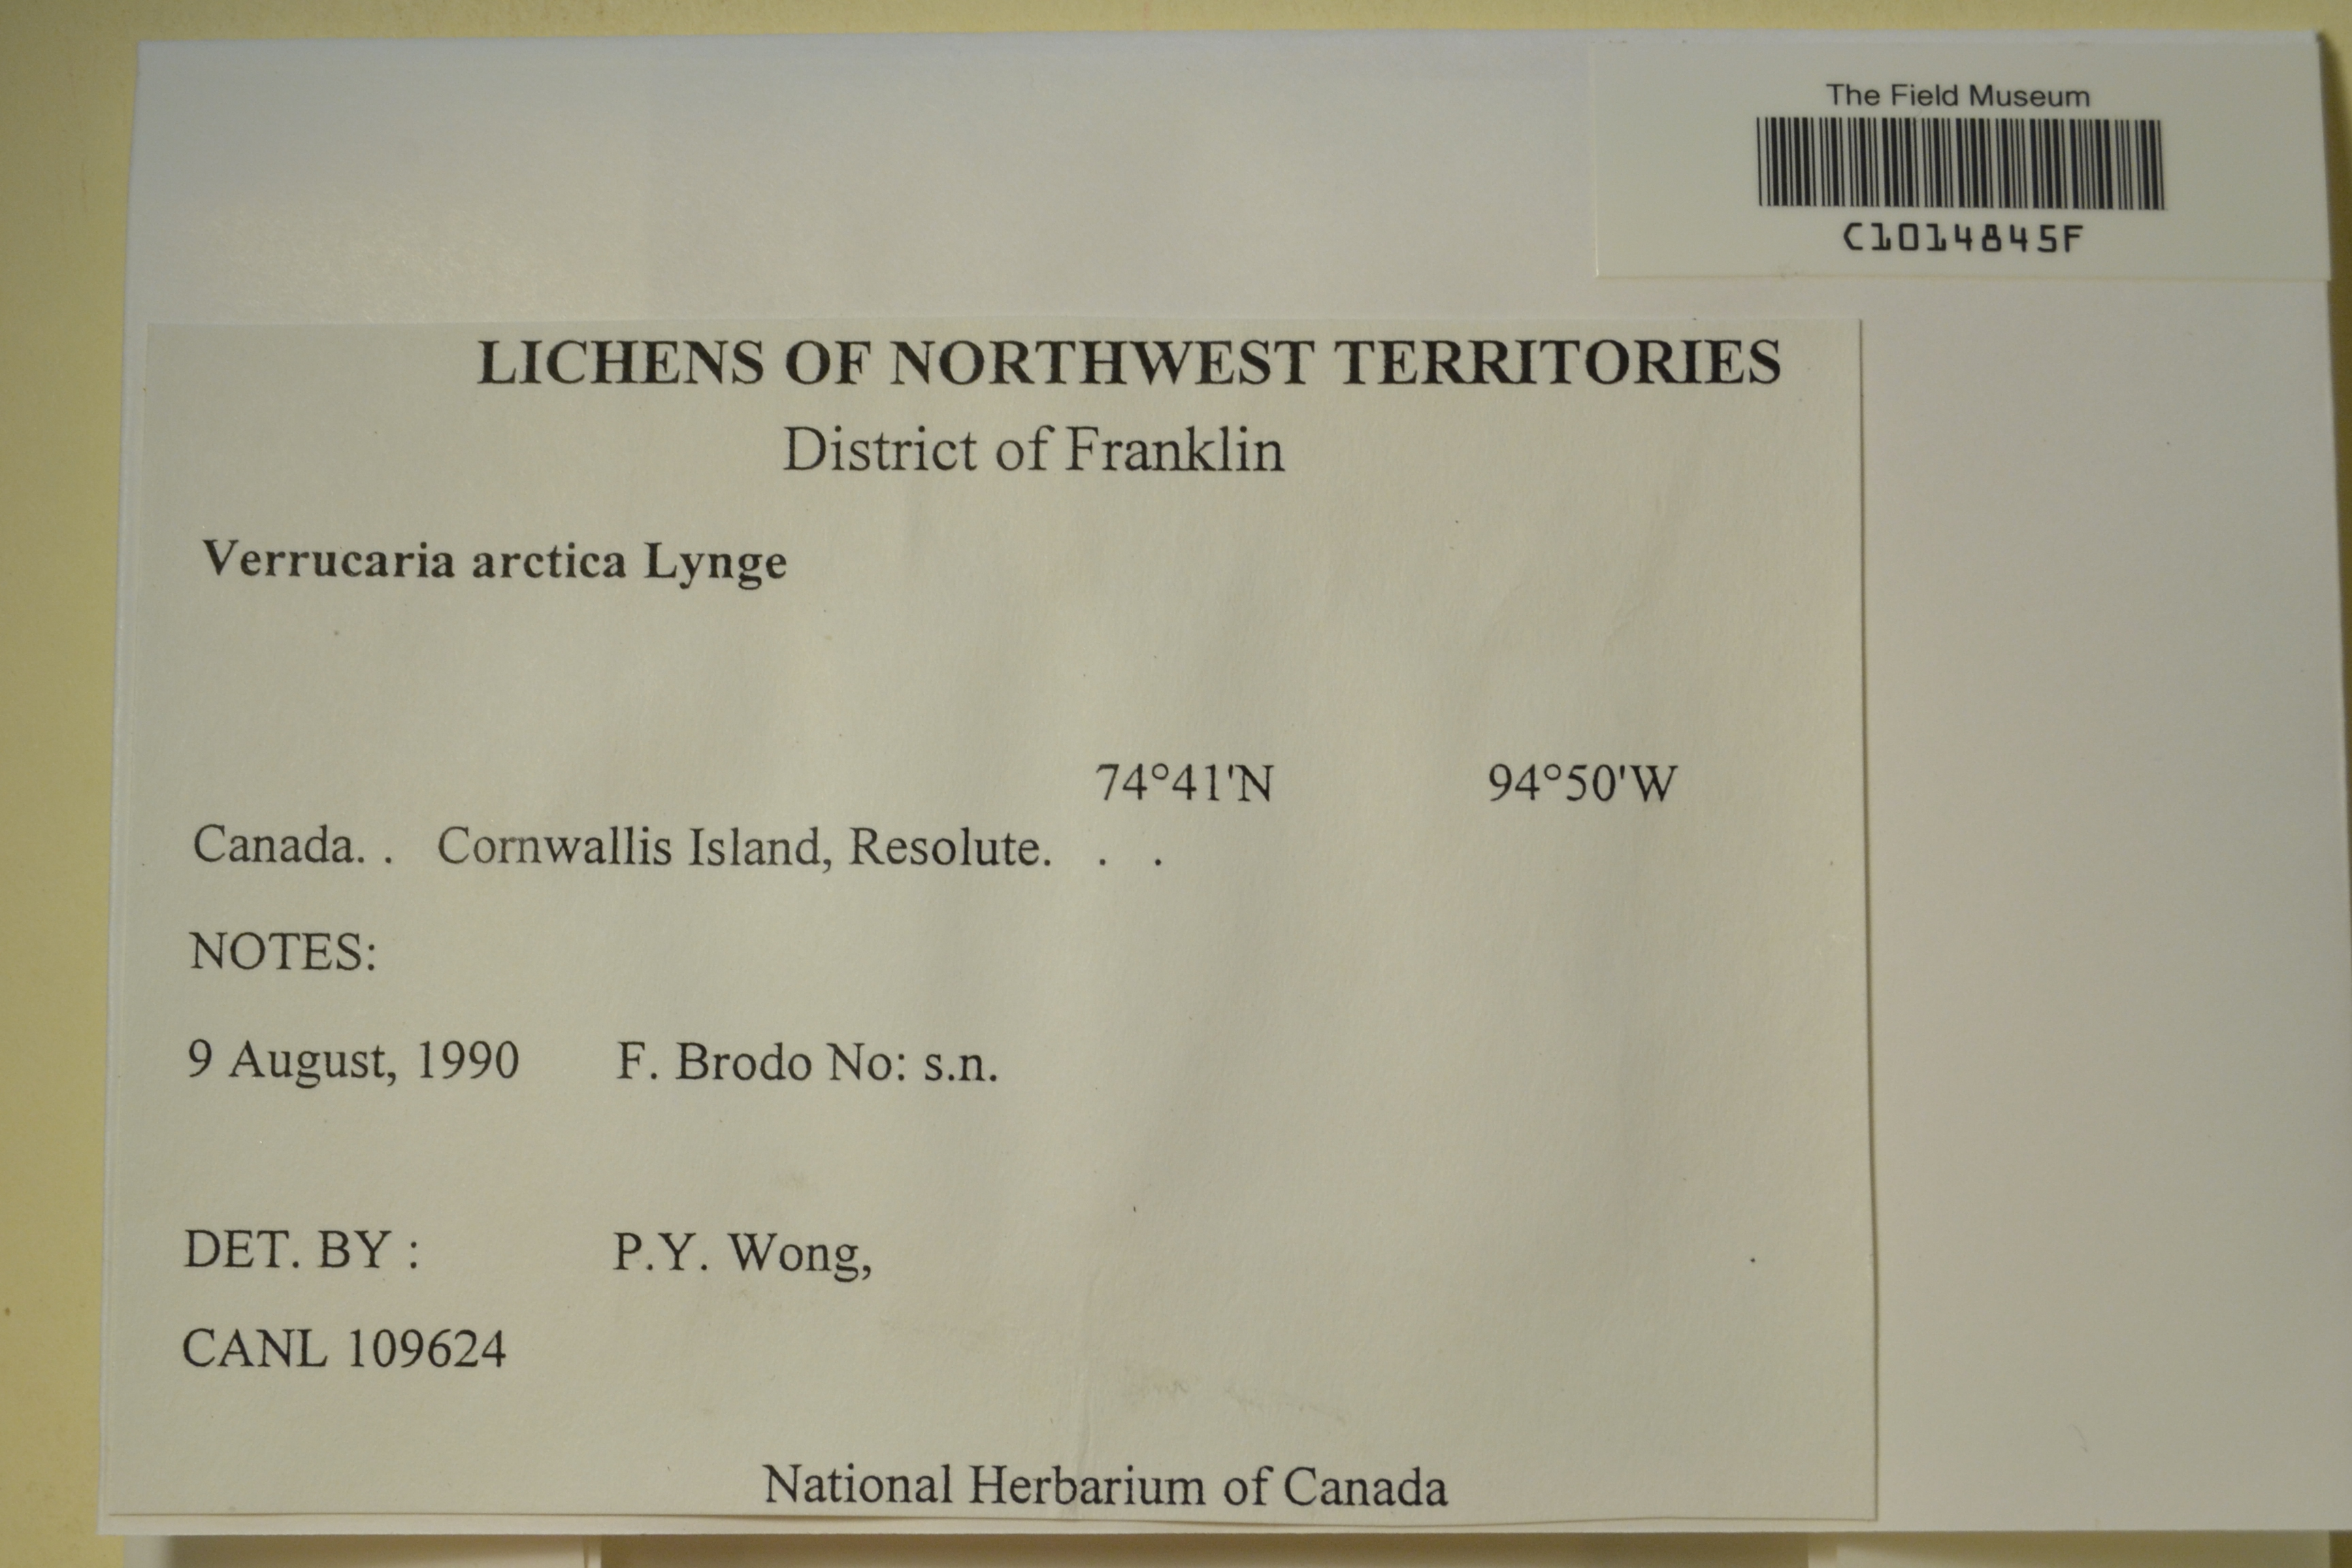 The Field Museum
C1014845F
LICHENS OF NORTHWEST TERRITORIES
District of Franklin
Verrucaria arctica Lynge
74°41'N 94°50'W
Canada. . Cornwallis Island, Resolute. . .
NOTES:
9 August, 1990 F. Brodo No: s.n.
DET. BY : P.Y. Wong,
CANL 109624
National Herbarium of Canada